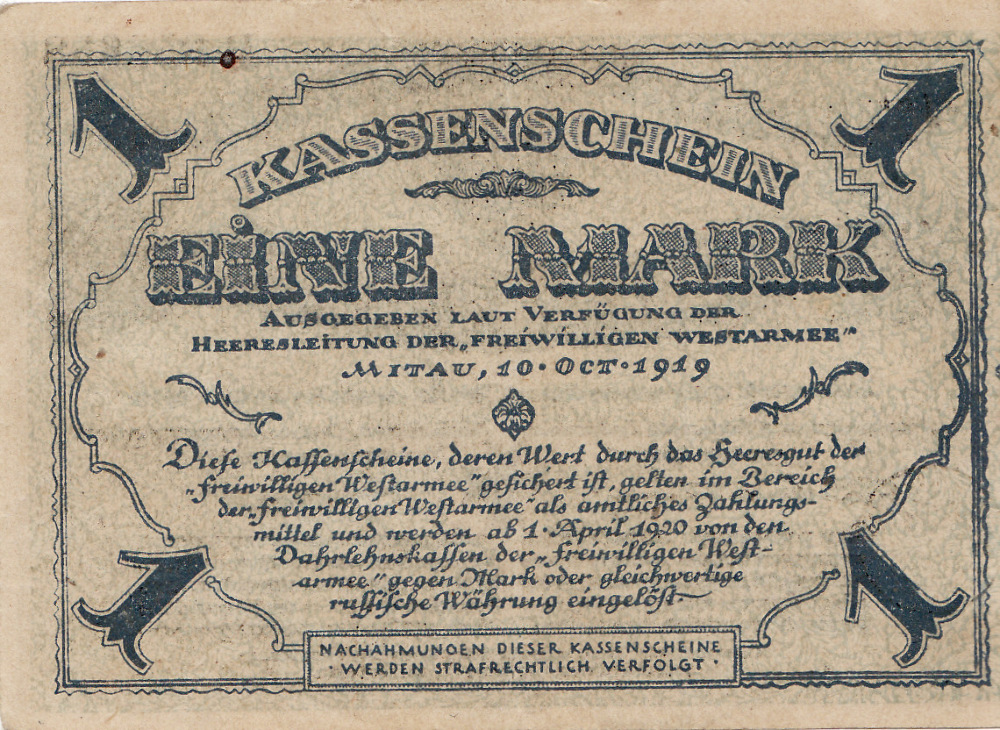 1 1
KASSENSCHEIN
EINE MARK
AUSGEGEBEN LAUT VERFÜGUNG DER
HEERESLEITUNG DER „FREIWILLIGEN WESTARMEE”
MITAU, 10·OCT·1919
Diese Kassenscheine, deren Wert durch das Heeresgut der
„freiwilligen Westarmee” gesichert ist, gelten im Bereich
der „freiwilligen Westarmee” als amtliches Zahlungs-
mittel und werden ab 1·April 1920 von den
Dahrlehnskassen der „freiwilligen West-
armee” gegen Mark oder gleichwertige
russische Währung eingelöst
1 1
NACHAHMUNGEN DIESER KASSENSCHEINE
· WERDEN STRAFRECHTLICH VERFOLGT ·